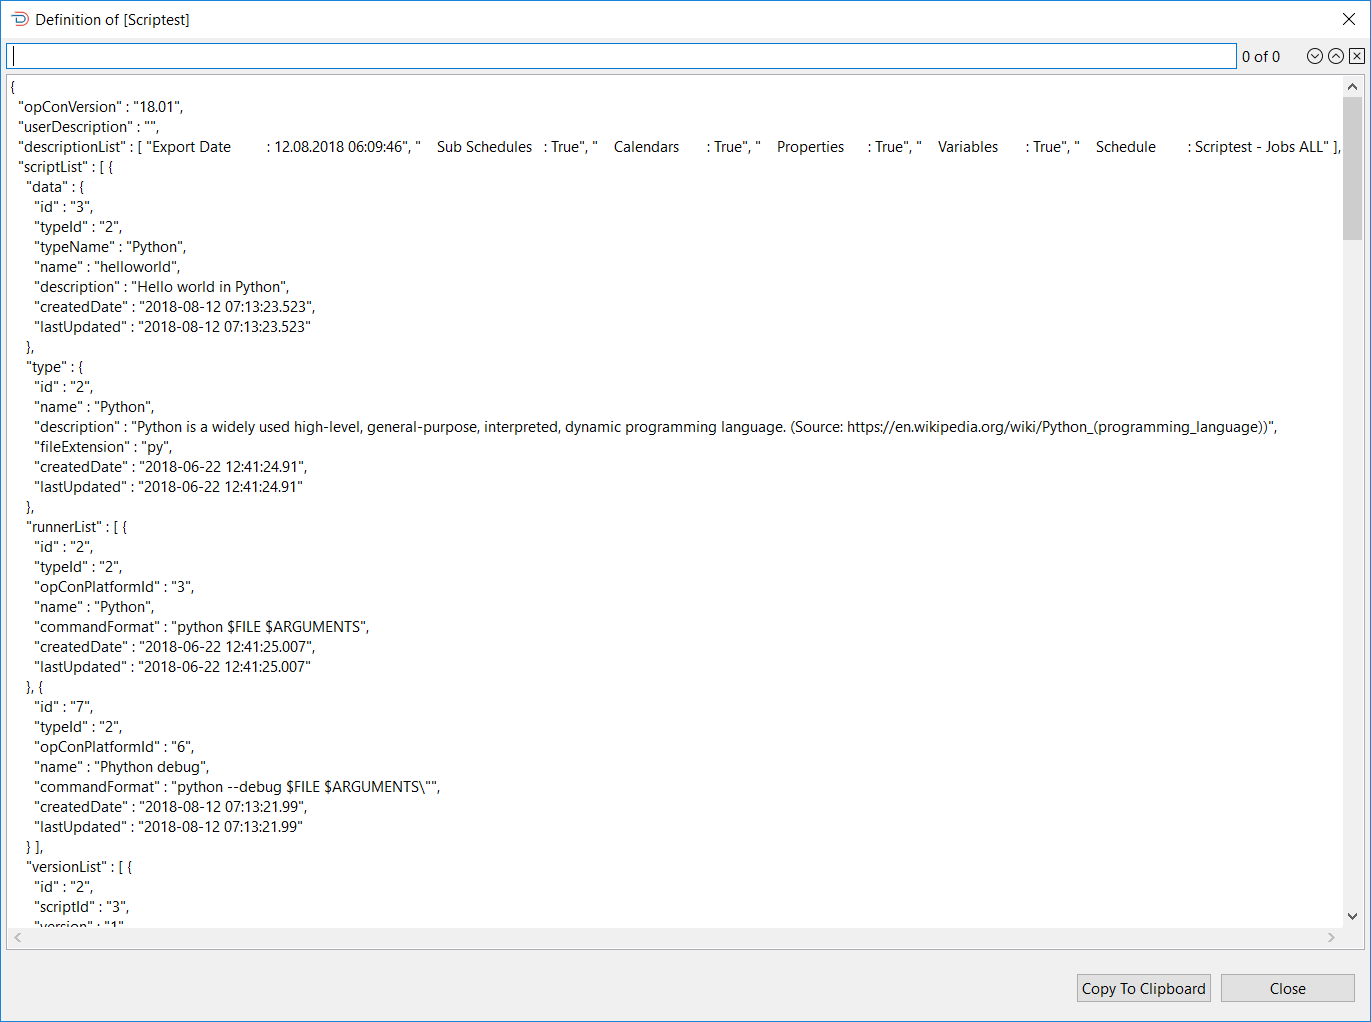 Definition of [Scriptest]
0 of 0
{
"opConVersion" : "18.01",
"userDescription" : "",
"descriptionList" : [ "Export Date : 12.08.2018 06:09:46", " Sub Schedules : True", " Calendars : True", " Properties : True", " Variables : True", " Schedule : Scriptest - Jobs ALL" ],
"scriptList" : [ {
"data" : {
"id" : "3",
"typeId" : "2",
"typeName" : "Python",
"name" : "helloworld",
"description" : "Hello world in Python",
"createdDate" : "2018-08-12 07:13:23.523",
"lastUpdated" : "2018-08-12 07:13:23.523"
},
"type" : {
"id" : "2",
"name" : "Python",
"description" : "Python is a widely used high-level, general-purpose, interpreted, dynamic programming language. (Source: https://en.wikipedia.org/wiki/Python_(programming_language))",
"fileExtension" : "py",
"createdDate" : "2018-06-22 12:41:24.91",
"lastUpdated" : "2018-06-22 12:41:24.91"
},
"runnerList" : [ {
"id" : "2",
"typeId" : "2",
"opConPlatformId" : "3",
"name" : "Python",
"commandFormat" : "python $FILE $ARGUMENTS",
"createdDate" : "2018-06-22 12:41:25.007",
"lastUpdated" : "2018-06-22 12:41:25.007"
}, {
"id" : "7",
"typeId" : "2",
"opConPlatformId" : "6",
"name" : "Phython debug",
"commandFormat" : "python --debug $FILE $ARGUMENTS\"",
"createdDate" : "2018-08-12 07:13:21.99",
"lastUpdated" : "2018-08-12 07:13:21.99"
} ],
"versionList" : [ {
"id" : "2",
"scriptId" : "3",
"version" : "1"
Copy To Clipboard
Close